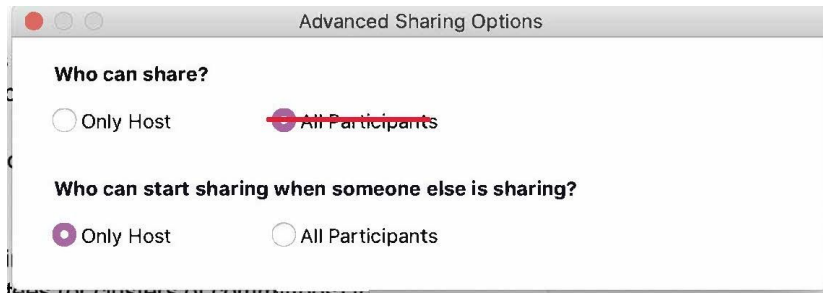 Advanced Sharing Options
Who can share?
Only Host All Participants
Who can start sharing when someone else is sharing?
Only Host All Participants